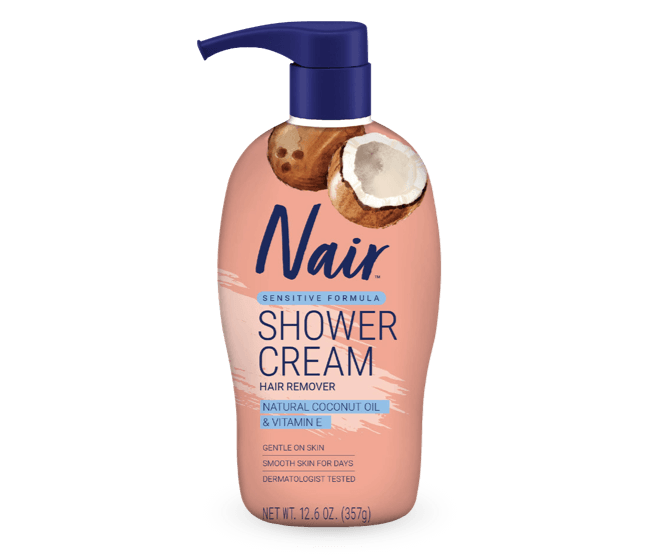 Nair™
SENSITIVE FORMULA
SHOWER
CREAM
HAIR REMOVER
NATURAL COCONUT OIL
& VITAMIN E
GENTLE ON SKIN
SMOOTH SKIN FOR DAYS
DERMATOLOGIST TESTED
NET WT. 12.6 OZ. (357g)